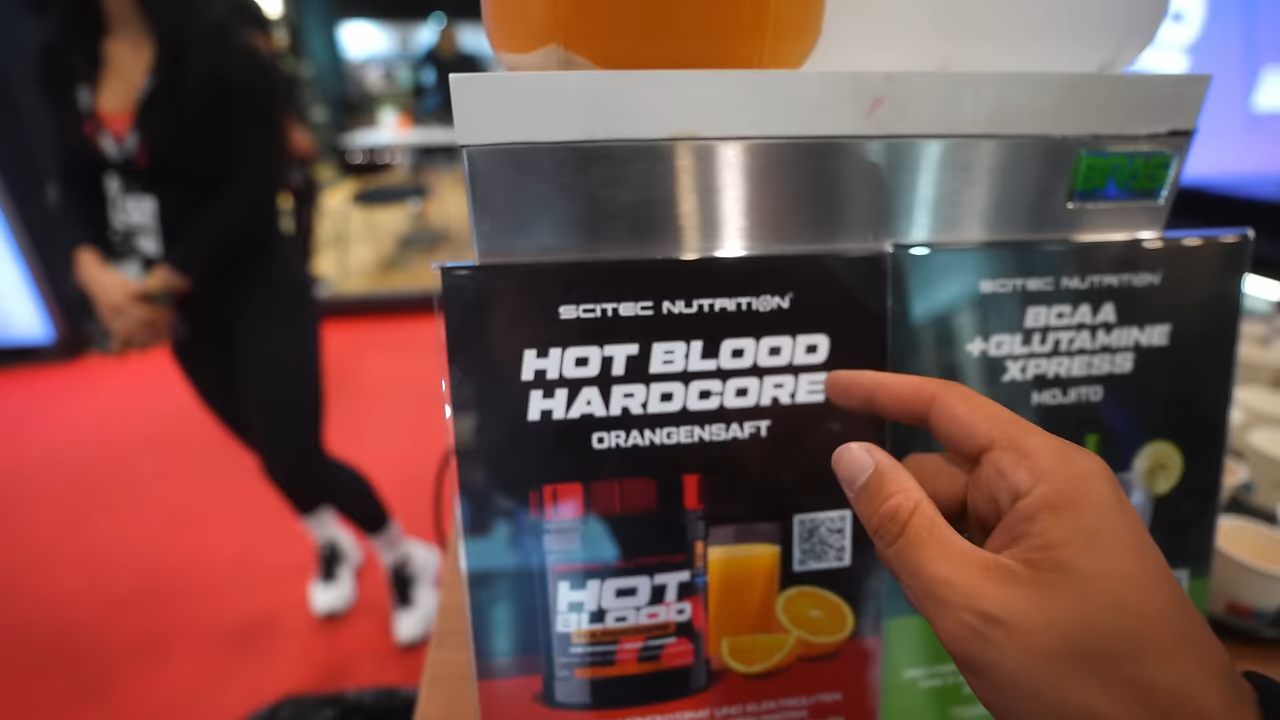 SCITEC NUTRITION
HOT BLOOD
HARDCORE
ORANGENSAFT
HOT
BLOOD
SCITEC NUTRITION
BCAA
+GLUTAMINE
XPRESS
MOJITO